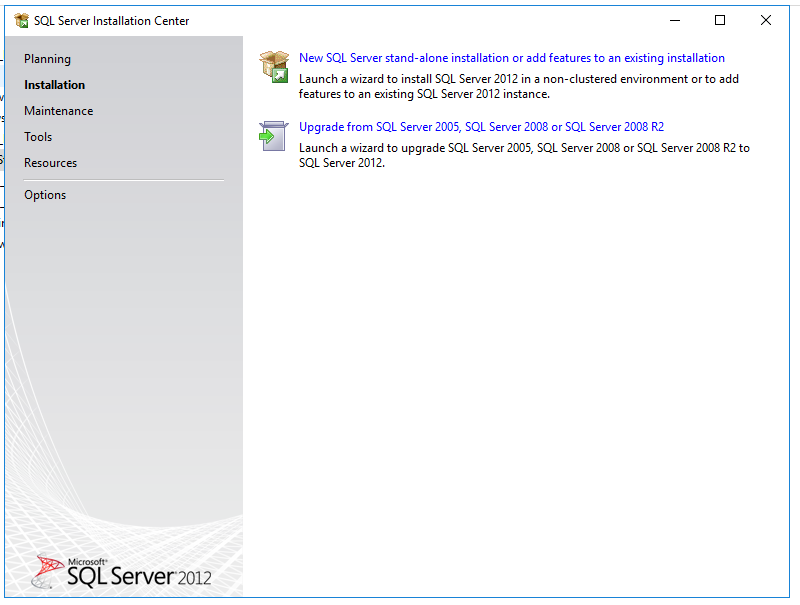 SQL Server Installation Center
Planning
Installation
Maintenance
Tools
Resources
Options
New SQL Server stand-alone installation or add features to an existing installation
Launch a wizard to install SQL Server 2012 in a non-clustered environment or to add
features to an existing SQL Server 2012 instance.
Upgrade from SQL Server 2005, SQL Server 2008 or SQL Server 2008 R2
Launch a wizard to upgrade SQL Server 2005, SQL Server 2008 or SQL Server 2008 R2 to
SQL Server 2012.
Microsoft®
SQL Server 2012